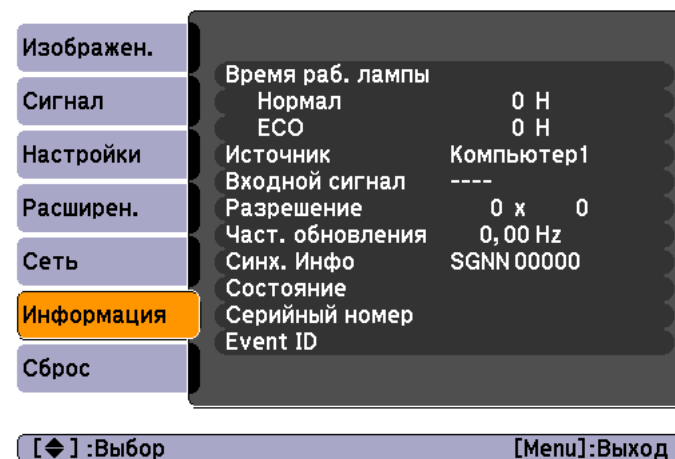 Изображен.
Сигнал
Настройки
Расширен.
Сеть
Информация
Сброс
Время раб. лампы
Нормал 0 H
ECO 0 H
Источник Компьютер1
Входной сигнал ----
Разрешение 0 x 0
Част. обновления 0,00 Hz
Синх. Инфо SGNN 00000
Состояние
Серийный номер
Event ID
[◆] :Выбор [Menu]:Выход